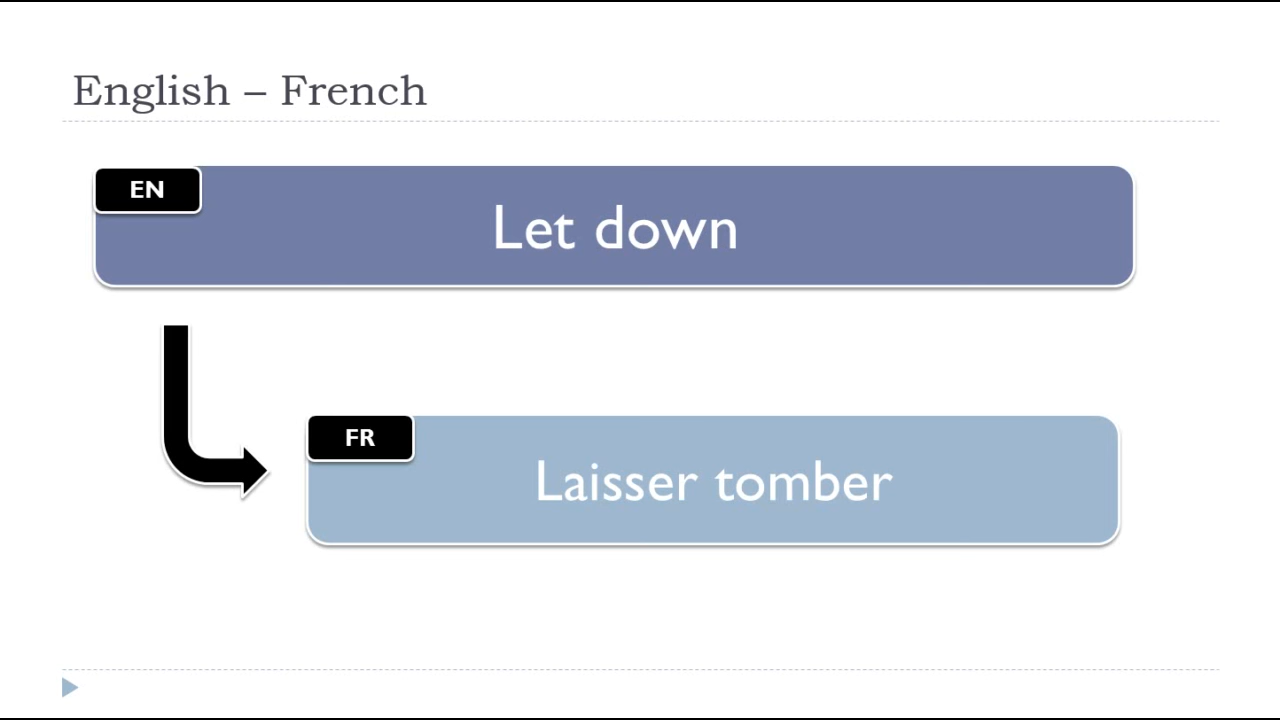 English – French
EN
Let down
FR
Laisser tomber